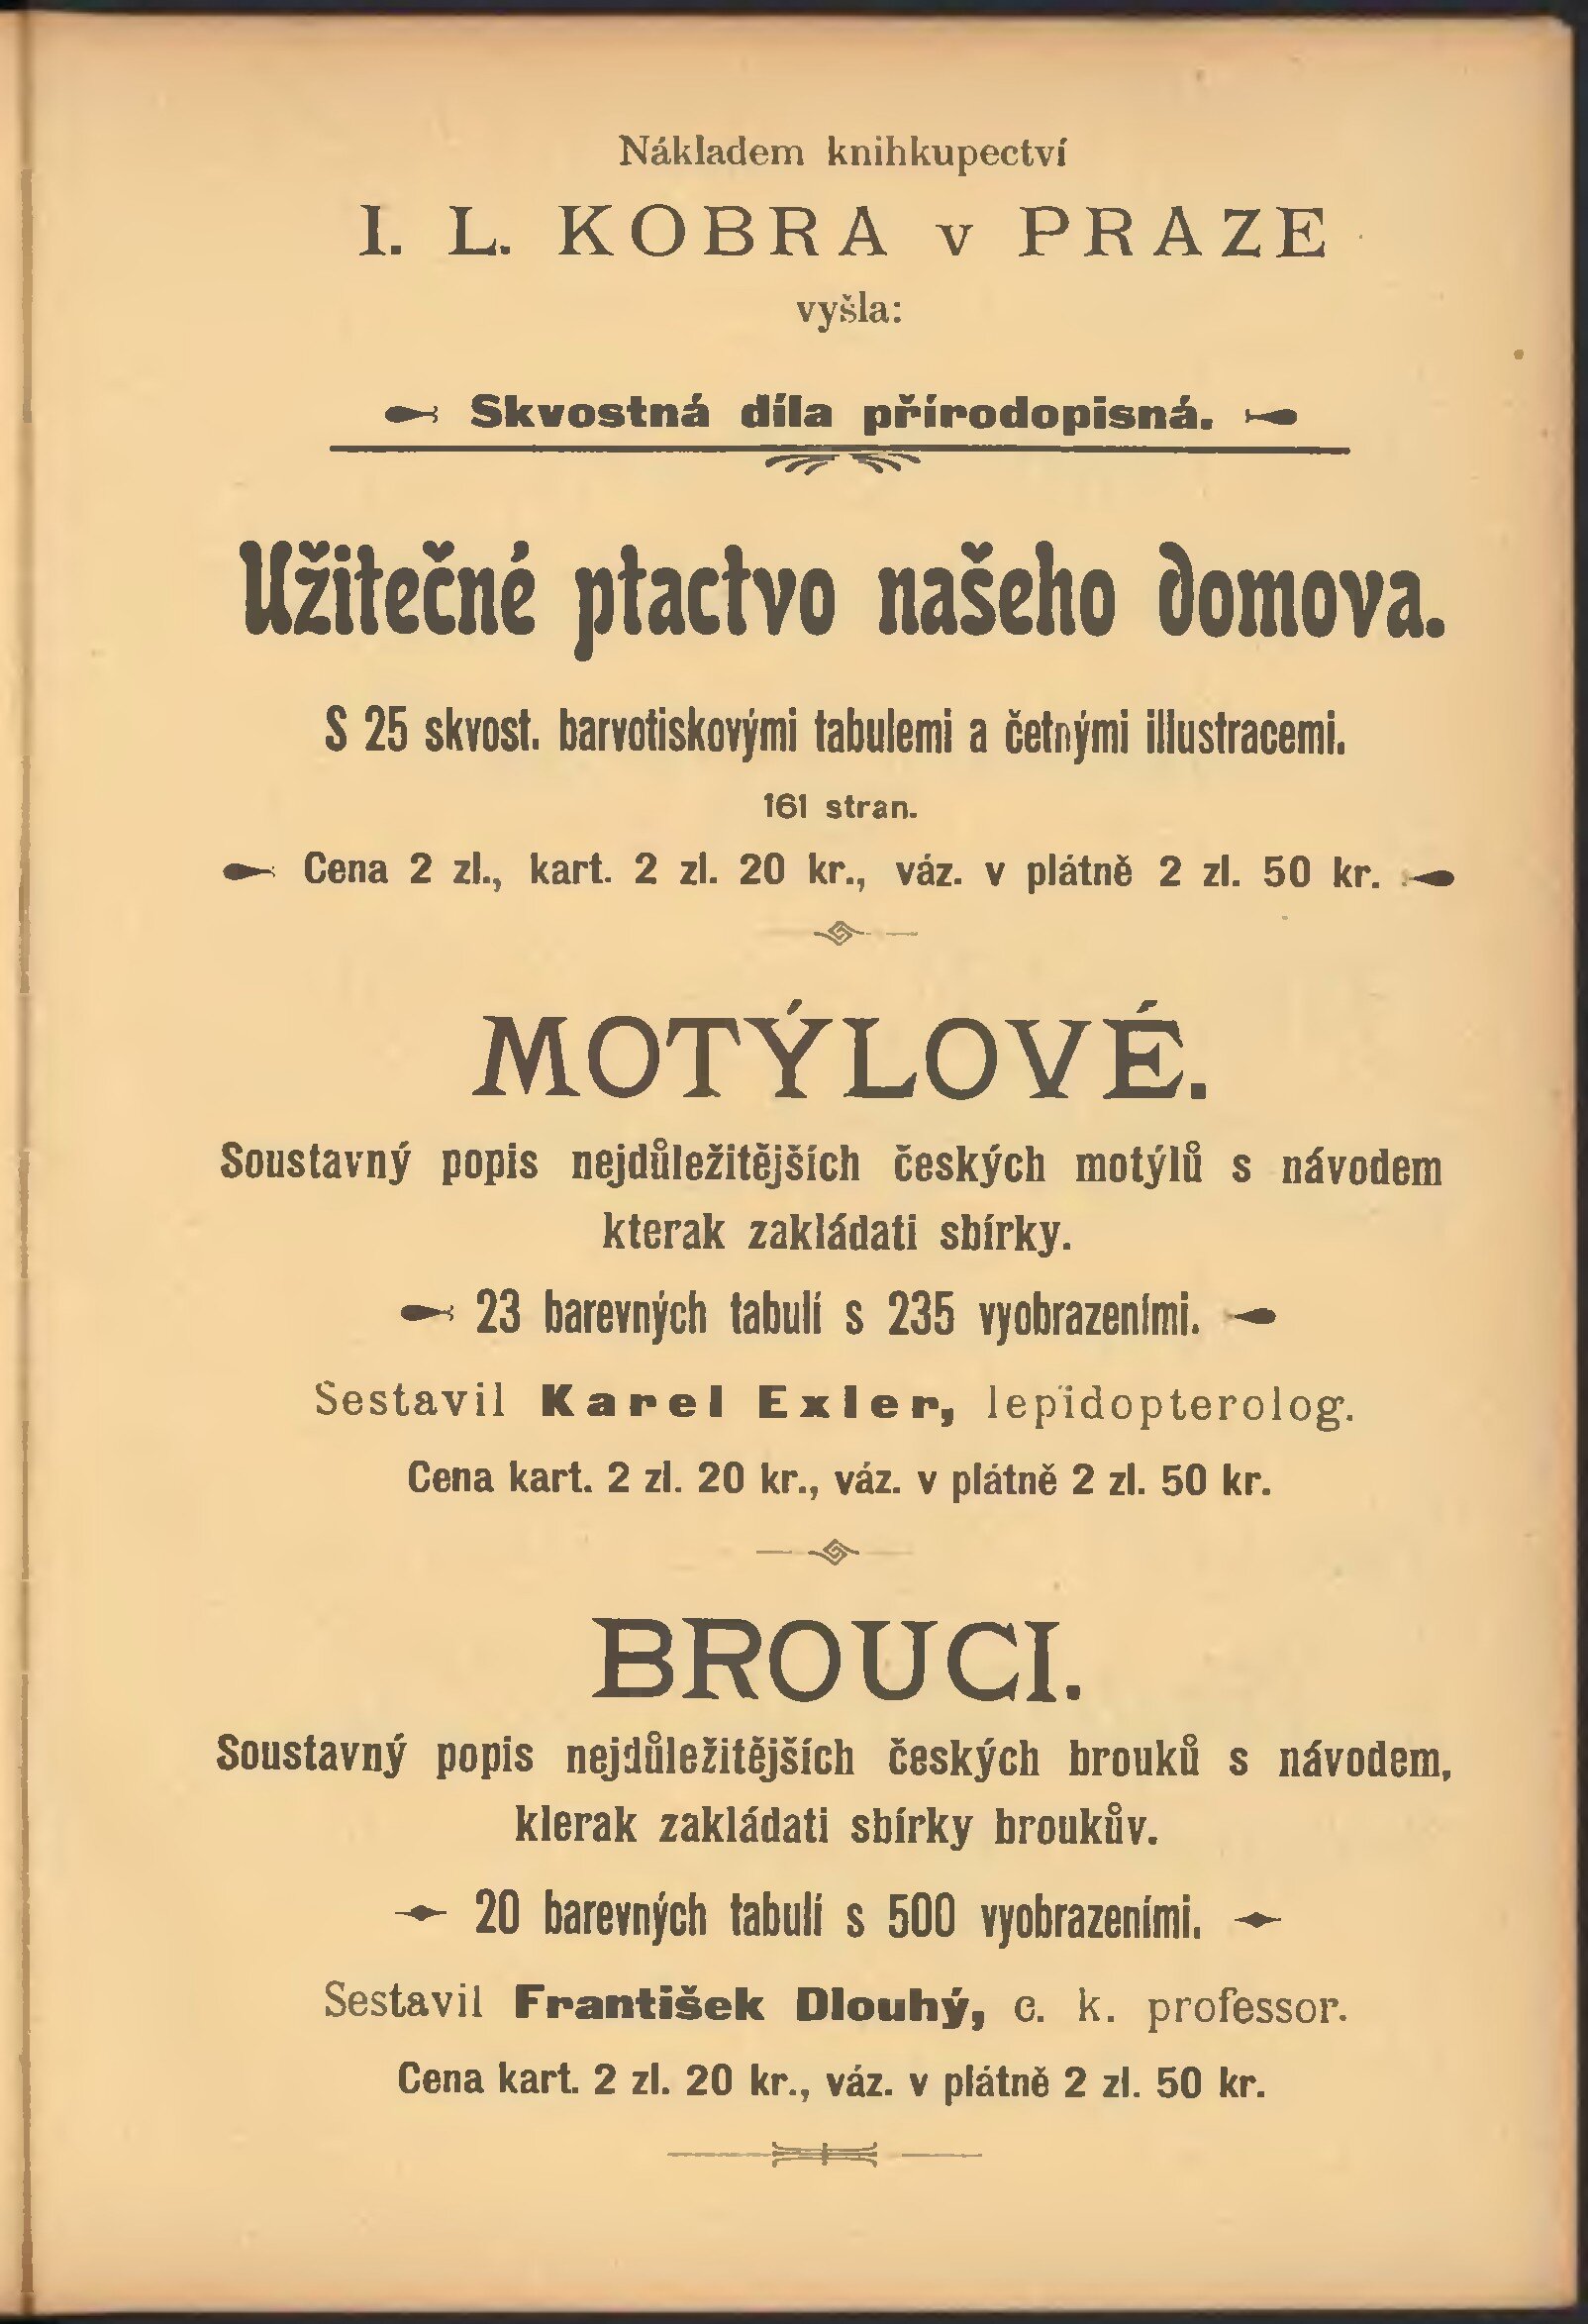 Nákladem knihkupectví
I. L. KOBRA v PRAZE
vyšla:
Skvostná díla přírodopisná.
Užitečné ptactvo našeho domova.
S 25 skvost. barvotiskovými tabulemi a četnými illustracemi.
161 stran.
Cena 2 zl., kart. 2 zl. 20 kr., váz. v plátně 2 zl. 50 kr.
MOTÝLOVÉ.
Soustavný popis nejdůležitějších českých motýlů s návodem
kterak zakládati sbírky.
23 barevných tabulí s 235 vyobrazeními.
Sestavil Karel Exler, lepidopterolog.
Cena kart. 2 zl. 20 kr., váz. v plátně 2 zl. 50 kr.
BROUCI.
Soustavný popis nejdůležitějších českých brouků s návodem,
kterak zakládati sbírky broukův.
20 barevných tabulí s 500 vyobrazeními.
Sestavil František Dlouhý, c. k. professor.
Cena kart. 2 zl. 20 kr., váz. v plátně 2 zl. 50 kr.